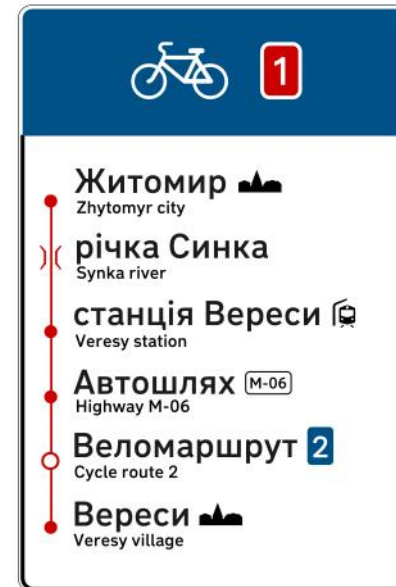 1
Житомир
Zhytomyr city
річка Синка
Synka river
станція Вереси
Veresy station
Автошлях M-06
Highway M-06
Веломаршрут 2
Cycle route 2
Вереси
Veresy village